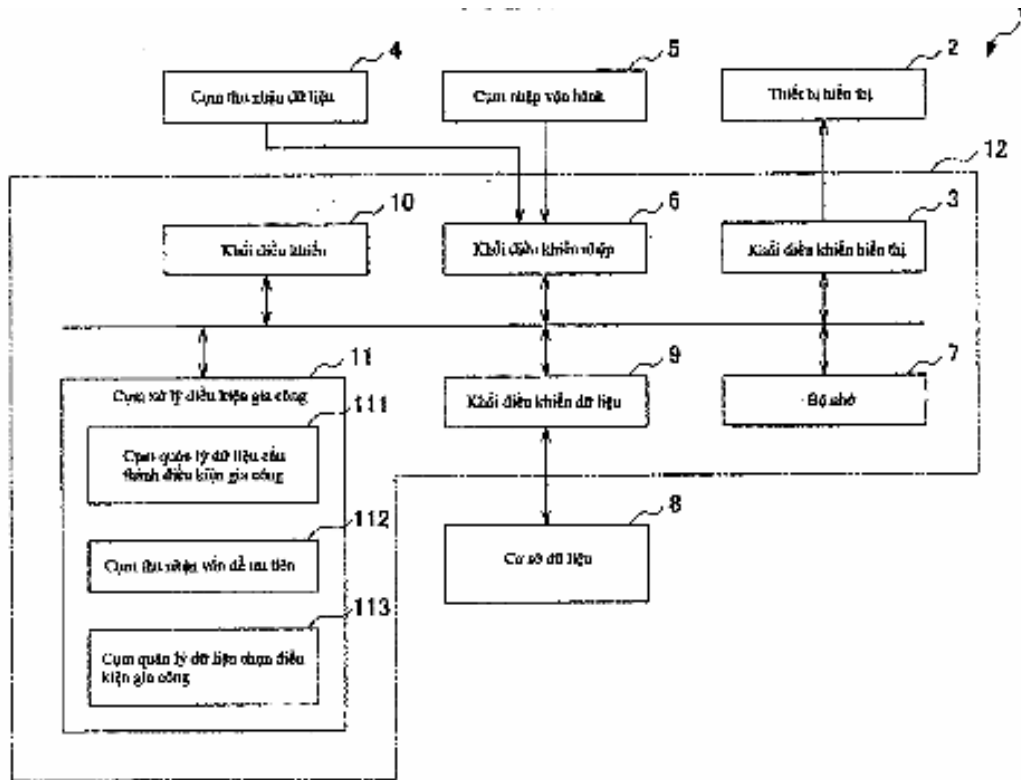 1
4
5
2
Cụm thu nhận dữ liệu
Cụm nhập vận hành
Thiết bị hiển thị
12
10
6
3
Khối điều khiển
Khối điều khiển nhập
Khối điều khiển hiển thị
11
9
7
Cụm xử lý điều kiện gia công
Khối điều khiển dữ liệu
Bộ nhớ
111
Cụm quản lý dữ liệu cấu
thành điều kiện gia công
8
112
Cụm thu nhận vấn đề ưu tiên
Cơ sở dữ liệu
113
Cụm quản lý dữ liệu chọn điều
kiện gia công